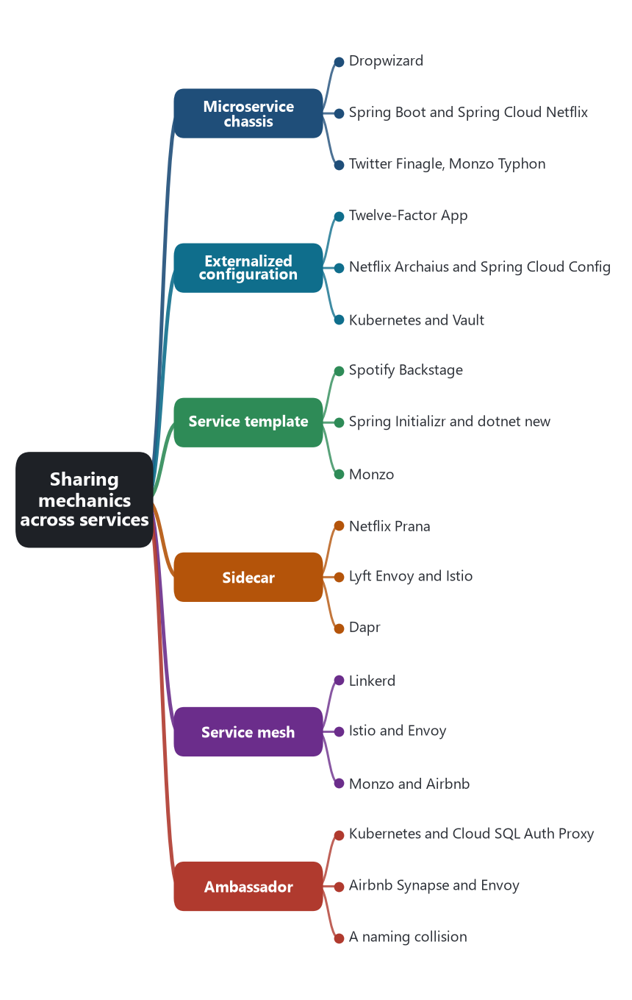 Sharing
mechanics
across services
Microservice
chassis
Dropwizard
Spring Boot and Spring Cloud Netflix
Twitter Finagle, Monzo Typhon
Externalized
configuration
Twelve-Factor App
Netflix Archaius and Spring Cloud Config
Kubernetes and Vault
Service template
Spotify Backstage
Spring Initializr and dotnet new
Monzo
Sidecar
Netflix Prana
Lyft Envoy and Istio
Dapr
Service mesh
Linkerd
Istio and Envoy
Monzo and Airbnb
Ambassador
Kubernetes and Cloud SQL Auth Proxy
Airbnb Synapse and Envoy
A naming collision